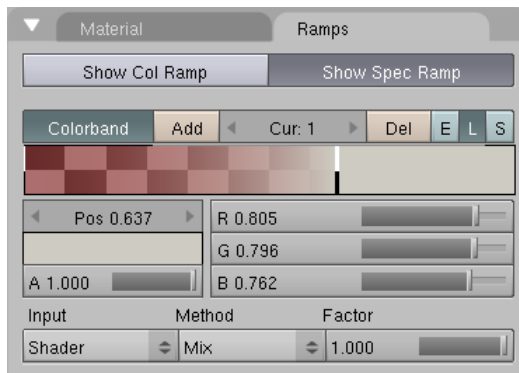 Material Ramps
Show Col Ramp Show Spec Ramp
Colorband Add Cur: 1 Del E L S
Pos 0.637 R 0.805
G 0.796
A 1.000 B 0.762
Input Method Factor
Shader Mix 1.000